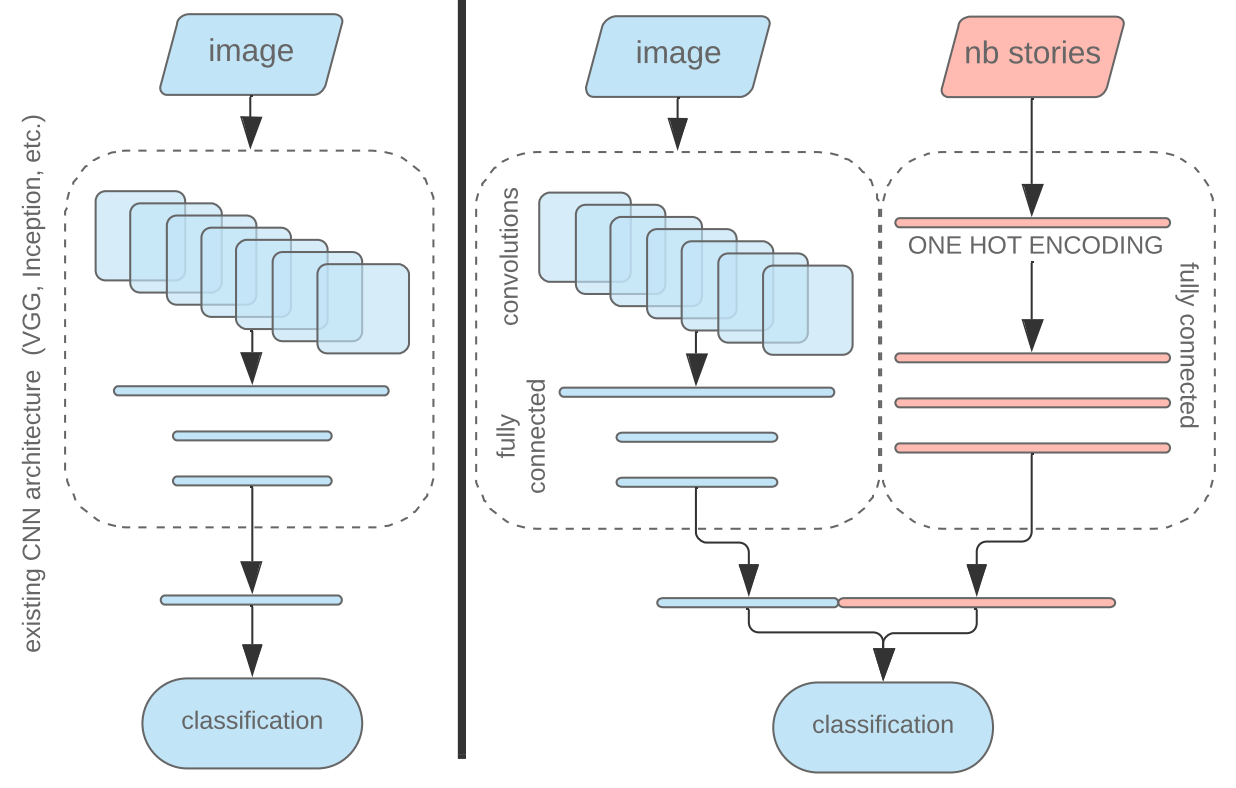 image
existing CNN architecture (VGG, Inception, etc.)
classification
image
nb stories
convolutions
ONE HOT ENCODING
fully connected
fully
connected
classification